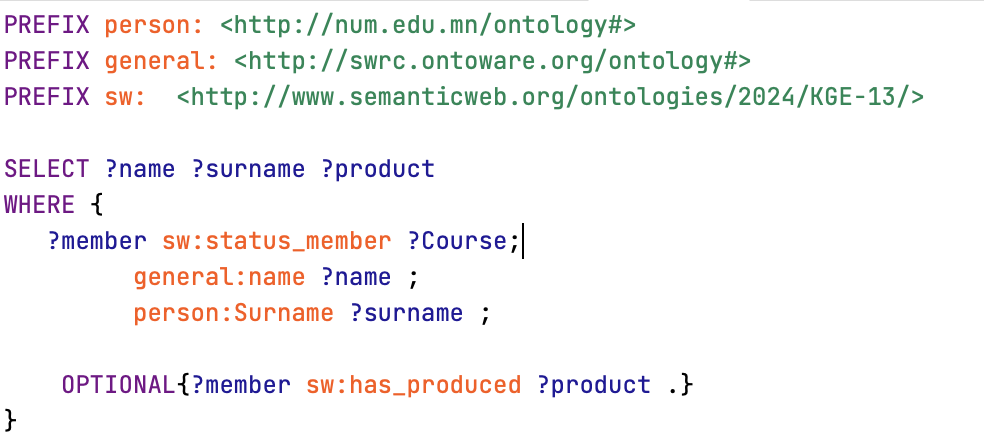 PREFIX person: <http://num.edu.mn/ontology#>
PREFIX general: <http://swrc.ontoware.org/ontology#>
PREFIX sw:  <http://www.semanticweb.org/ontologies/2024/KGE-13/>

SELECT ?name ?surname ?product
WHERE {
   ?member sw:status_member ?Course;
         general:name ?name ;
         person:Surname ?surname ;

    OPTIONAL{?member sw:has_produced ?product .}
}